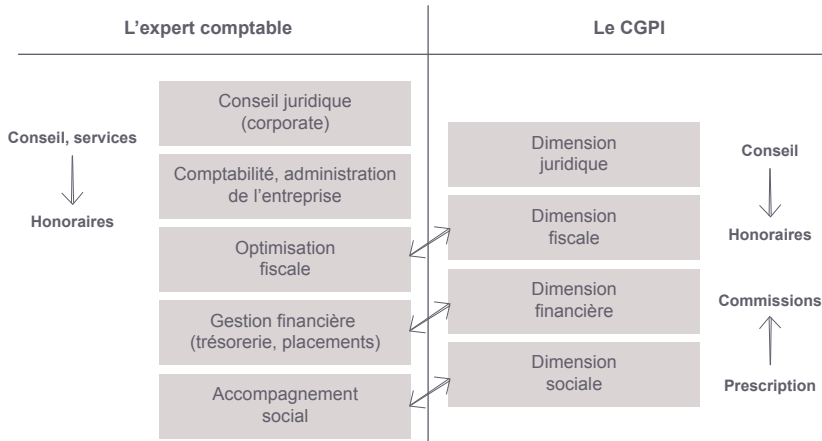 L'expert comptable
Le CGPI
Conseil, services
Honoraires
Conseil juridique
(corporate)
Comptabilité, administration
de l'entreprise
Optimisation
fiscale
Gestion financière
(trésorerie, placements)
Accompagnement
social
Dimension
juridique
Dimension
fiscale
Dimension
financière
Dimension
sociale
Conseil
Honoraires
Commissions
Prescription